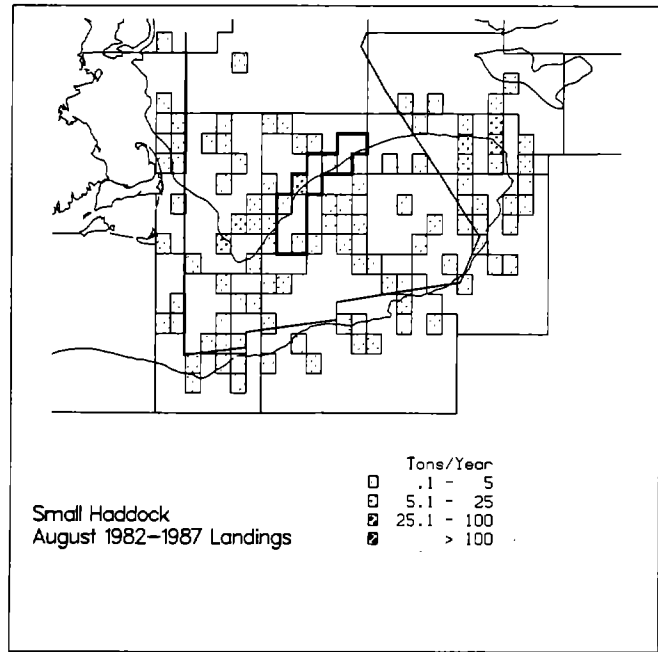 Tons/Year
.1 - 5
5.1 - 25
25.1 - 100
> 100
Small Haddock
August 1982-1987 Landings